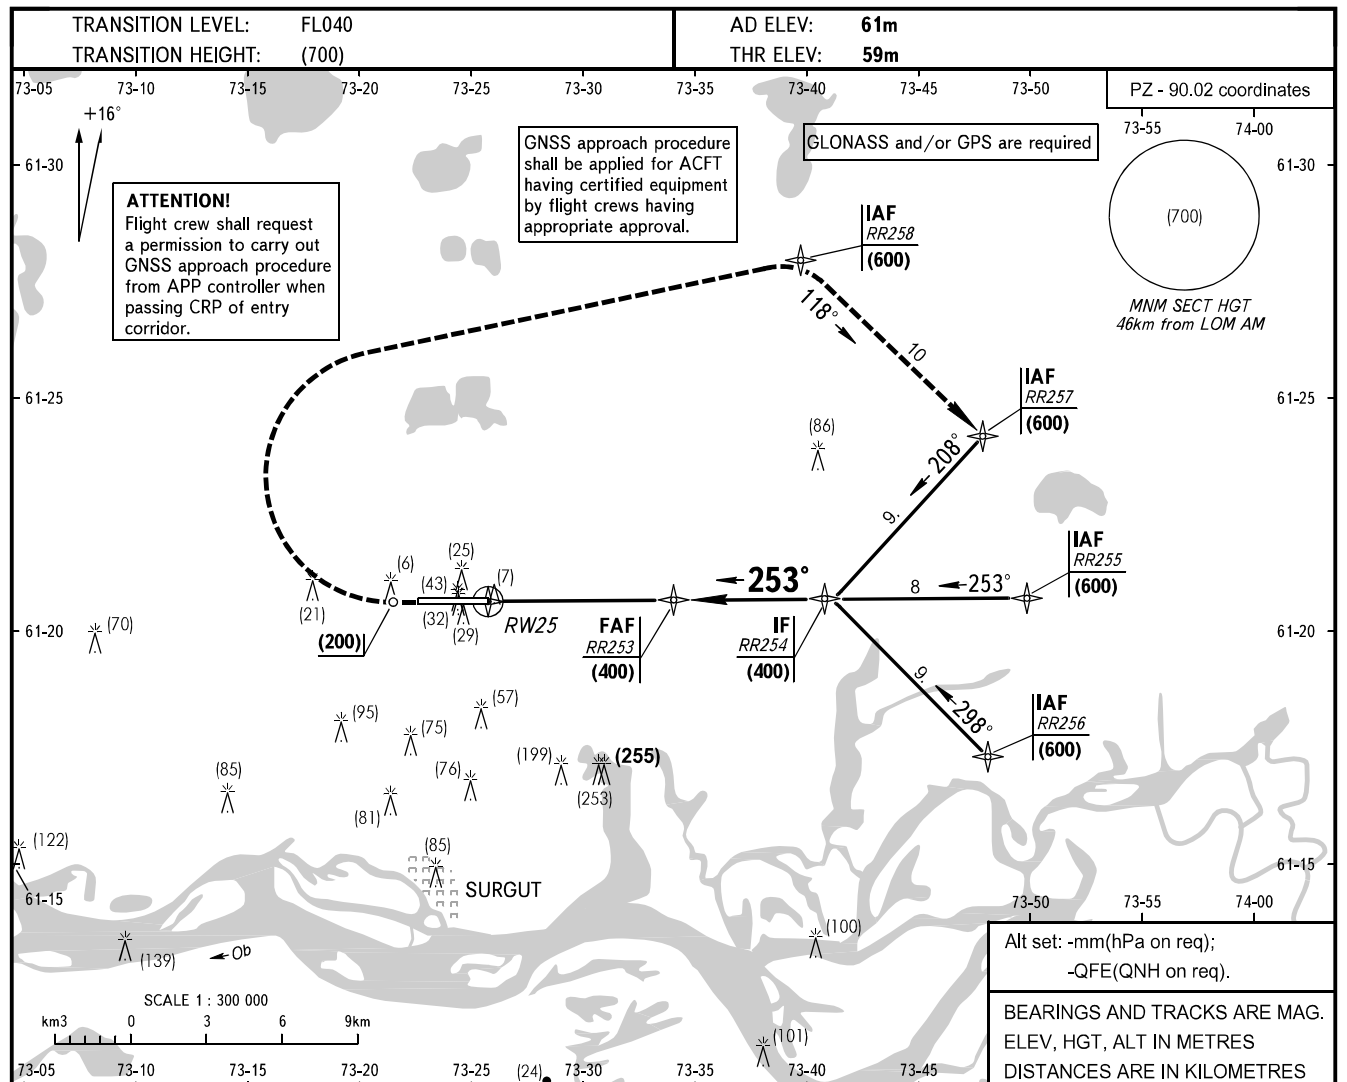 TRANSITION LEVEL: FL040
TRANSITION HEIGHT: (700)
AD ELEV: 61m
THR ELEV: 59m
73-05 73-10 73-15 73-20 73-25 73-30 73-35 73-40 73-45 73-50
PZ - 90.02 coordinates
73-55 74-00
+16°
61-30 61-30
GNSS approach procedure
shall be applied for ACFT
having certified equipment
by flight crews having
appropriate approval.
GLONASS and/or GPS are required
ATTENTION!
Flight crew shall request
a permission to carry out
GNSS approach procedure
from APP controller when
passing CRP of entry
corridor.
(700)
MNM SECT HGT
46km from LOM AM
IAF
RR258
(600)
118°
10
IAF
RR257
(600)
61-25 61-25
(86)
208°
9.
IAF
RR255
(600)
253°
8
253°
(25)
(6)
(43)
(7)
(21)
(32)
(29)
(200)
RW25
FAF
RR253
(400)
IF
RR254
(400)
61-20 61-20
(70)
9.
298°
IAF
RR256
(600)
(57)
(95)
(75)
(199)
(255)
(253)
(76)
(85)
(81)
(122)
(85)
SURGUT
61-15
61-15
73-50 73-55 74-00
(100)
(139)
Ob
SCALE 1 : 300 000
km3 0 3 6 9km
(101)
(24)
73-05 73-10 73-15 73-20 73-25 73-30 73-35 73-40 73-45
Alt set: -mm(hPa on req);
-QFE(QNH on req).
BEARINGS AND TRACKS ARE MAG.
ELEV, HGT, ALT IN METRES
DISTANCES ARE IN KILOMETRES